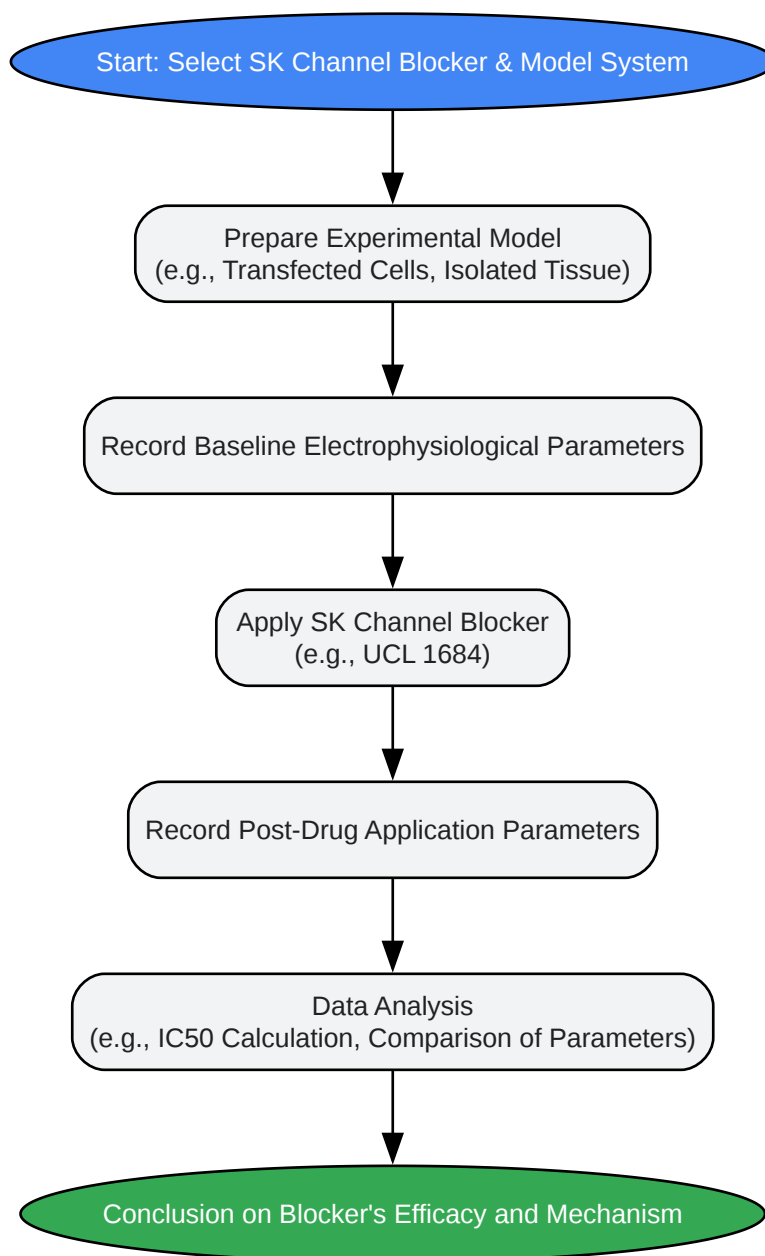 Start: Select SK Channel Blocker & Model System
Prepare Experimental Model
(e.g., Transfected Cells, Isolated Tissue)
Record Baseline Electrophysiological Parameters
Apply SK Channel Blocker
(e.g., UCL 1684)
Record Post-Drug Application Parameters
Data Analysis
(e.g., IC50 Calculation, Comparison of Parameters)
Conclusion on Blocker's Efficacy and Mechanism